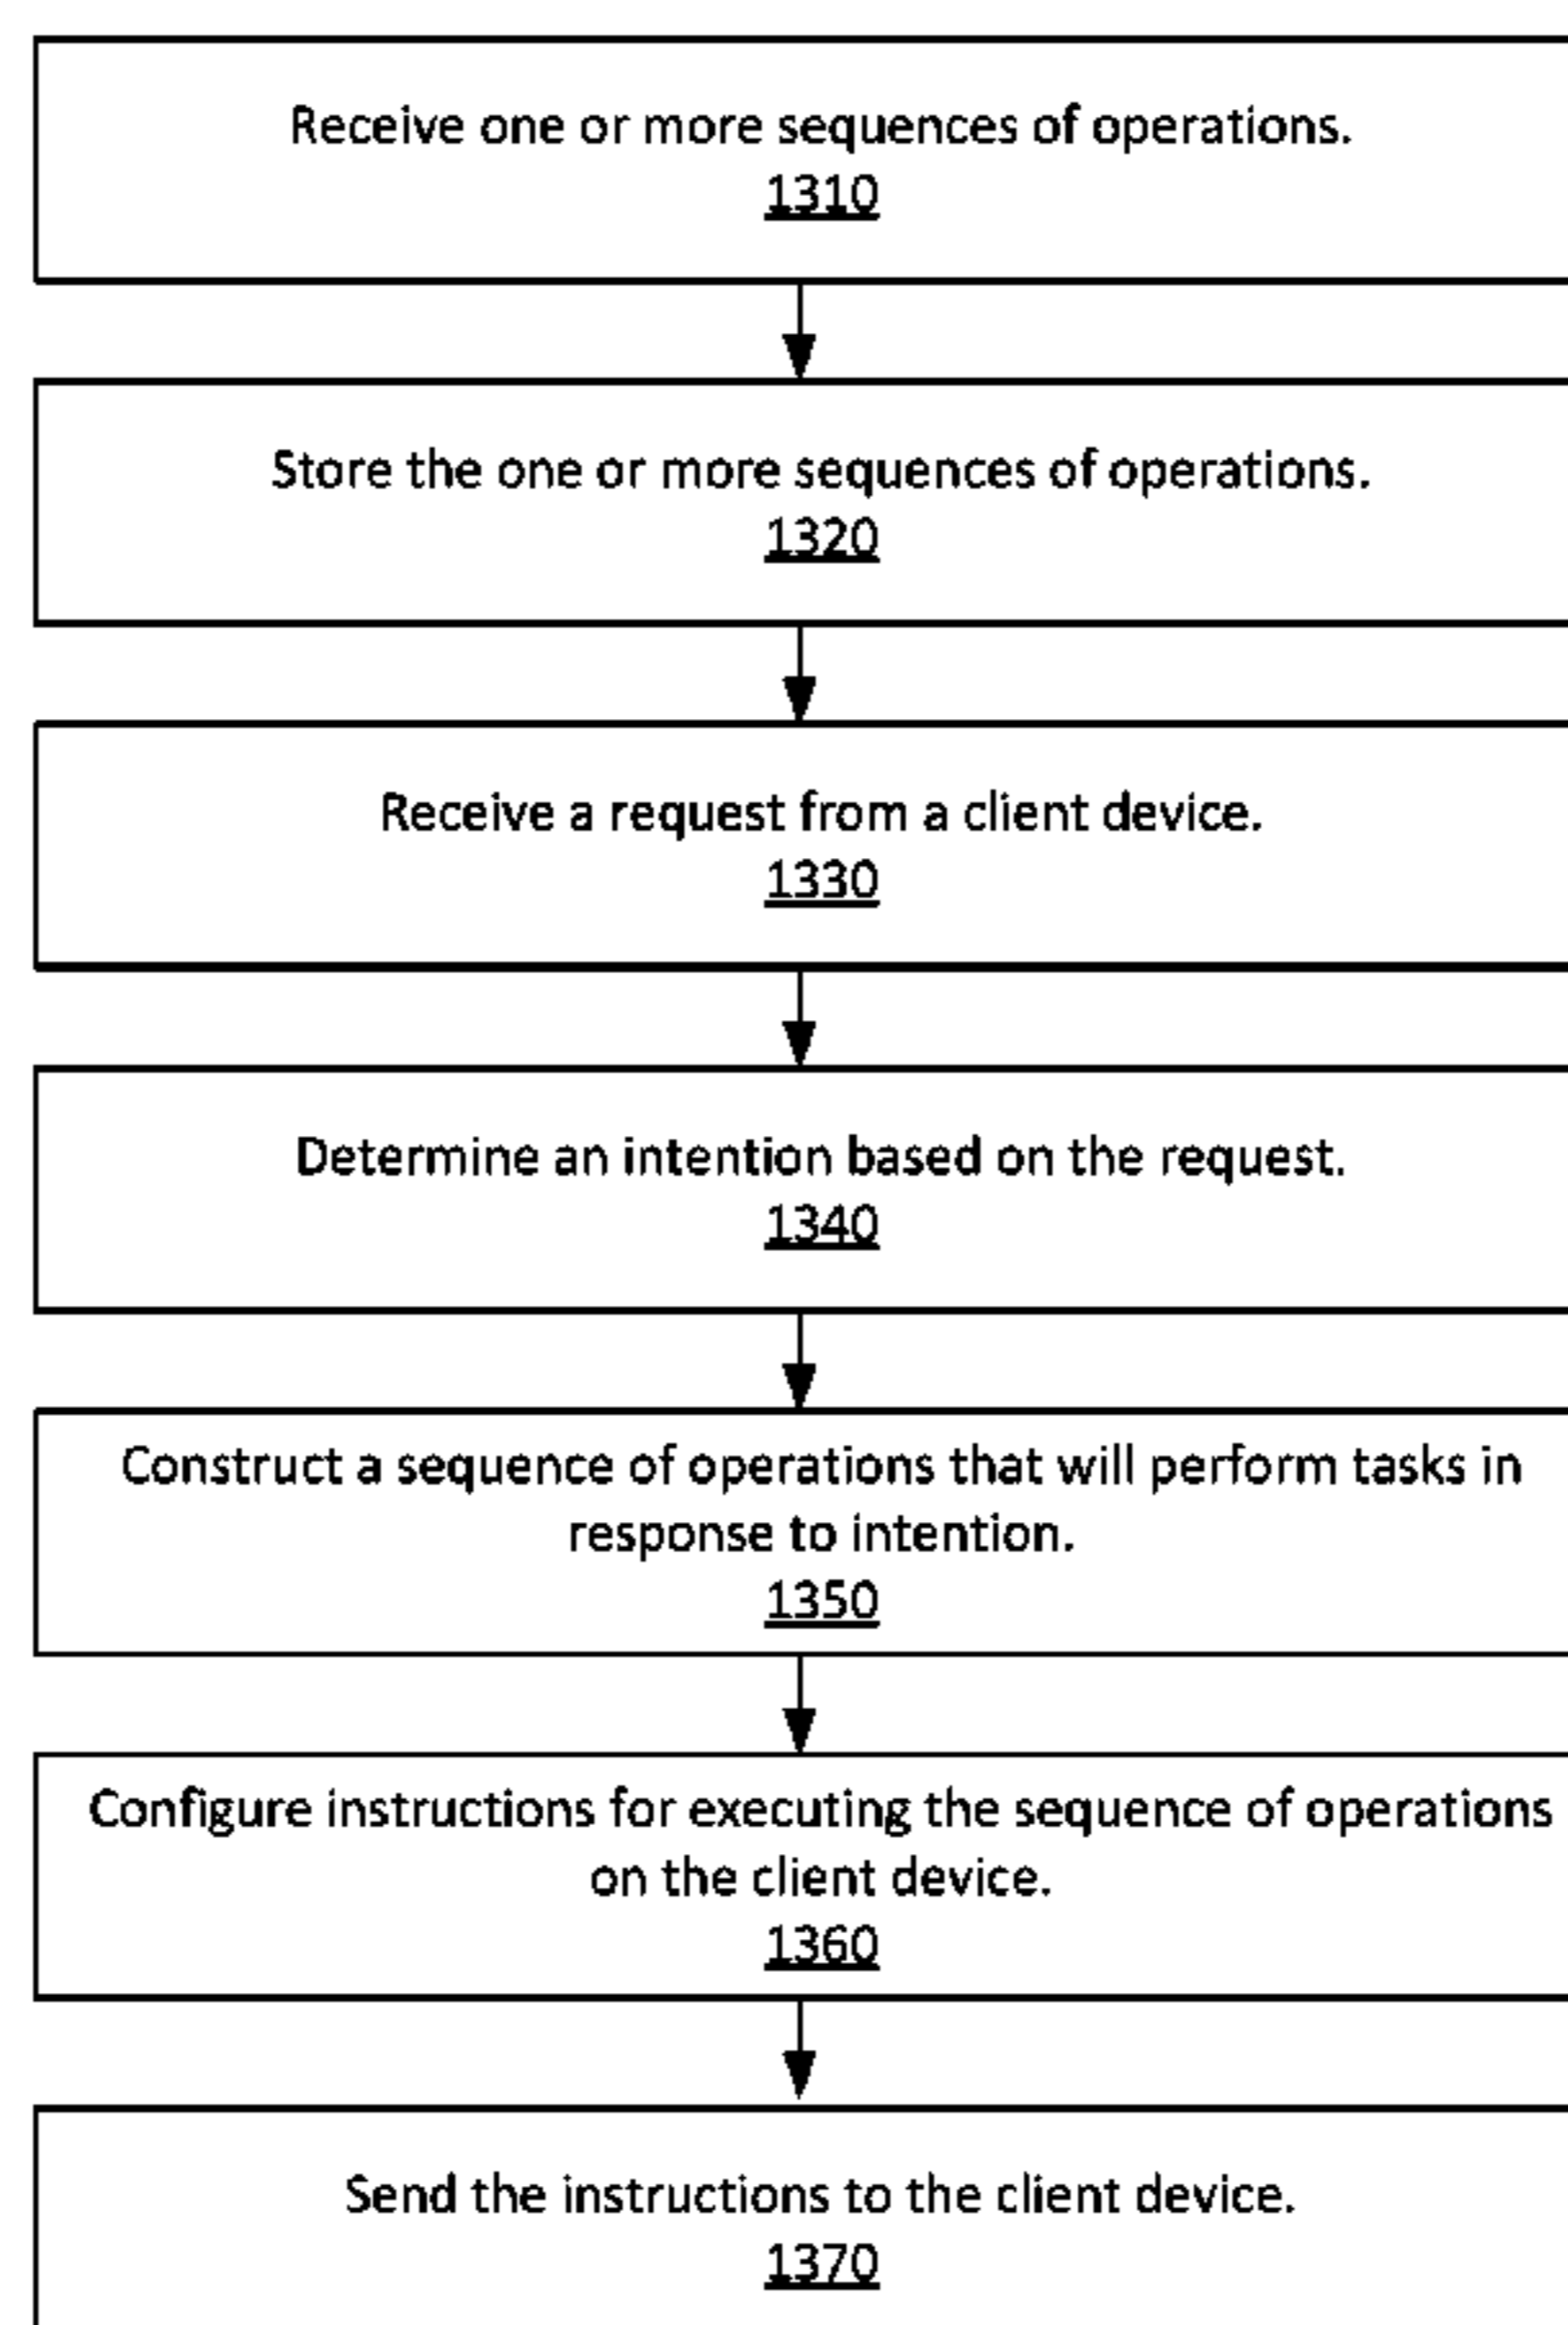 Receive one or more sequences of operations.
1310
Store the one or more sequences of operations.
1320
Receive a request from a client device.
1330
Determine an intention based on the request.
1340
Construct a sequence of operations that will perform tasks in
response to intention.
1350
Configure instructions for executing the sequence of operations
on the client device.
1360
Send the instructions to the client device.
1370